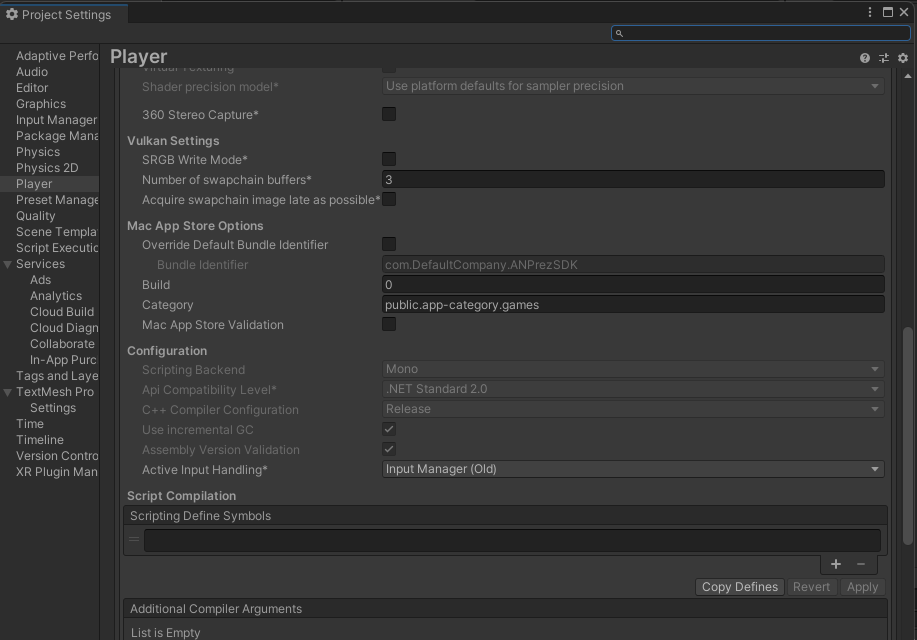 Project Settings
Adaptive Perfo
Audio
Editor
Graphics
Input Manager
Package Mana
Physics
Physics 2D
Player
Preset Manage
Quality
Scene Templa
Script Executio
Services
Ads
Analytics
Cloud Build
Cloud Diagn
Collaborate
In-App Purc
Tags and Laye
TextMesh Pro
Settings
Time
Timeline
Version Contro
XR Plugin Man
Player
Virtual Texturing
Shader precision model* Use platform defaults for sampler precision
360 Stereo Capture*
Vulkan Settings
SRGB Write Mode*
Number of swapchain buffers* 3
Acquire swapchain image late as possible*
Mac App Store Options
Override Default Bundle Identifier
Bundle Identifier com.DefaultCompany.ANPrezSDK
Build 0
Category public.app-category.games
Mac App Store Validation
Configuration
Scripting Backend Mono
Api Compatibility Level* .NET Standard 2.0
C++ Compiler Configuration Release
Use incremental GC
Assembly Version Validation
Active Input Handling* Input Manager (Old)
Script Compilation
Scripting Define Symbols
Copy Defines Revert Apply
Additional Compiler Arguments
List is Empty